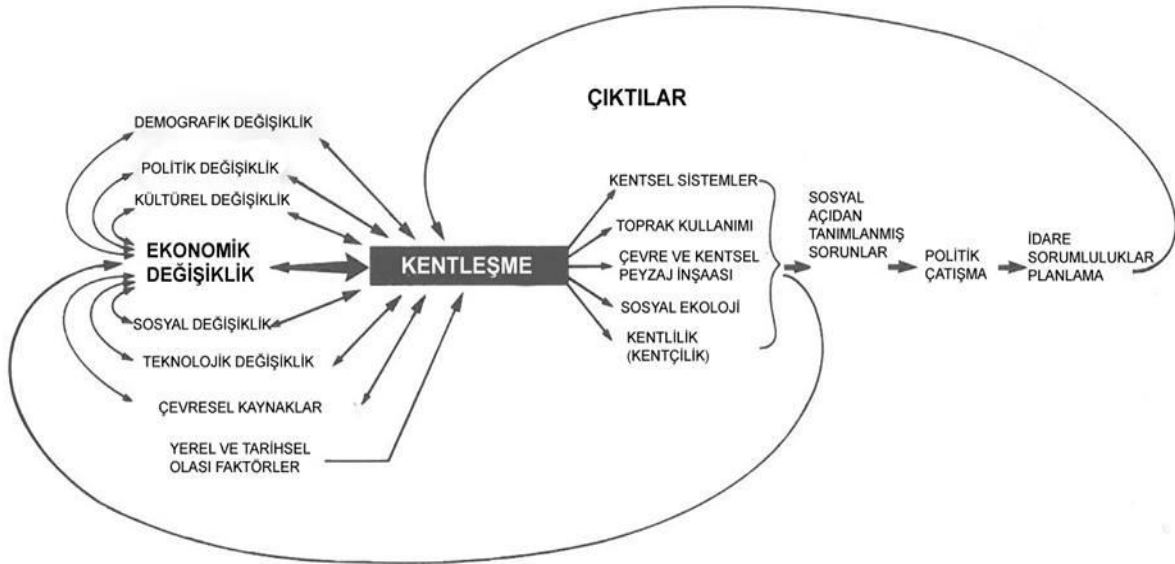 ÇIKTILAR
DEMOGRAFİK DEĞİŞİKLİK
POLİTİK DEĞİŞİKLİK
KÜLTÜREL DEĞİŞİKLİK
EKONOMİK
DEĞİŞİKLİK
SOSYAL DEĞİŞİKLİK
TEKNOLOJİK DEĞİŞİKLİK
ÇEVRESEL KAYNAKLAR
YEREL VE TARİHSEL
OLASI FAKTÖRLER
KENTLEŞME
KENTSEL SİSTEMLER
TOPRAK KULLANIMI
ÇEVRE VE KENTSEL
PEYZAJ İNŞAASI
SOSYAL EKOLOJİ
KENTLİLİK
(KENTÇİLİK)
SOSYAL
AÇIDAN
TANIMLANMIŞ
SORUNLAR
POLİTİK
ÇATIŞMA
İDARE
SORUMLULUKLAR
PLANLAMA